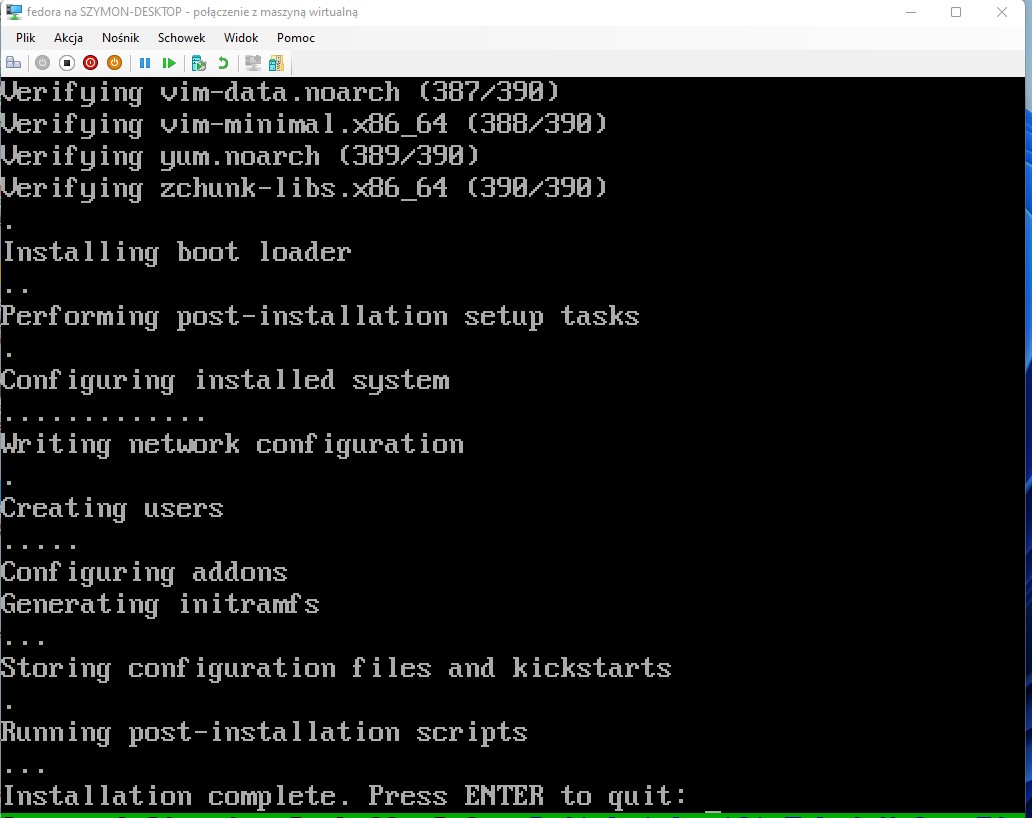 fedora na SZYMON-DESKTOP - połączenie z maszyną wirtualną
Plik Akcja Nośnik Schowek Widok Pomoc
Verifying vim-data.noarch (387/390)
Verifying vim-minimal.x86_64 (388/390)
Verifying yum.noarch (389/390)
Verifying zchunk-libs.x86_64 (390/390)
.
Installing boot loader
..
Performing post-installation setup tasks
.
Configuring installed system
.............
Writing network configuration
.
Creating users
.....
Configuring addons
Generating initramfs
...
Storing configuration files and kickstarts
.
Running post-installation scripts
...
Installation complete. Press ENTER to quit: _